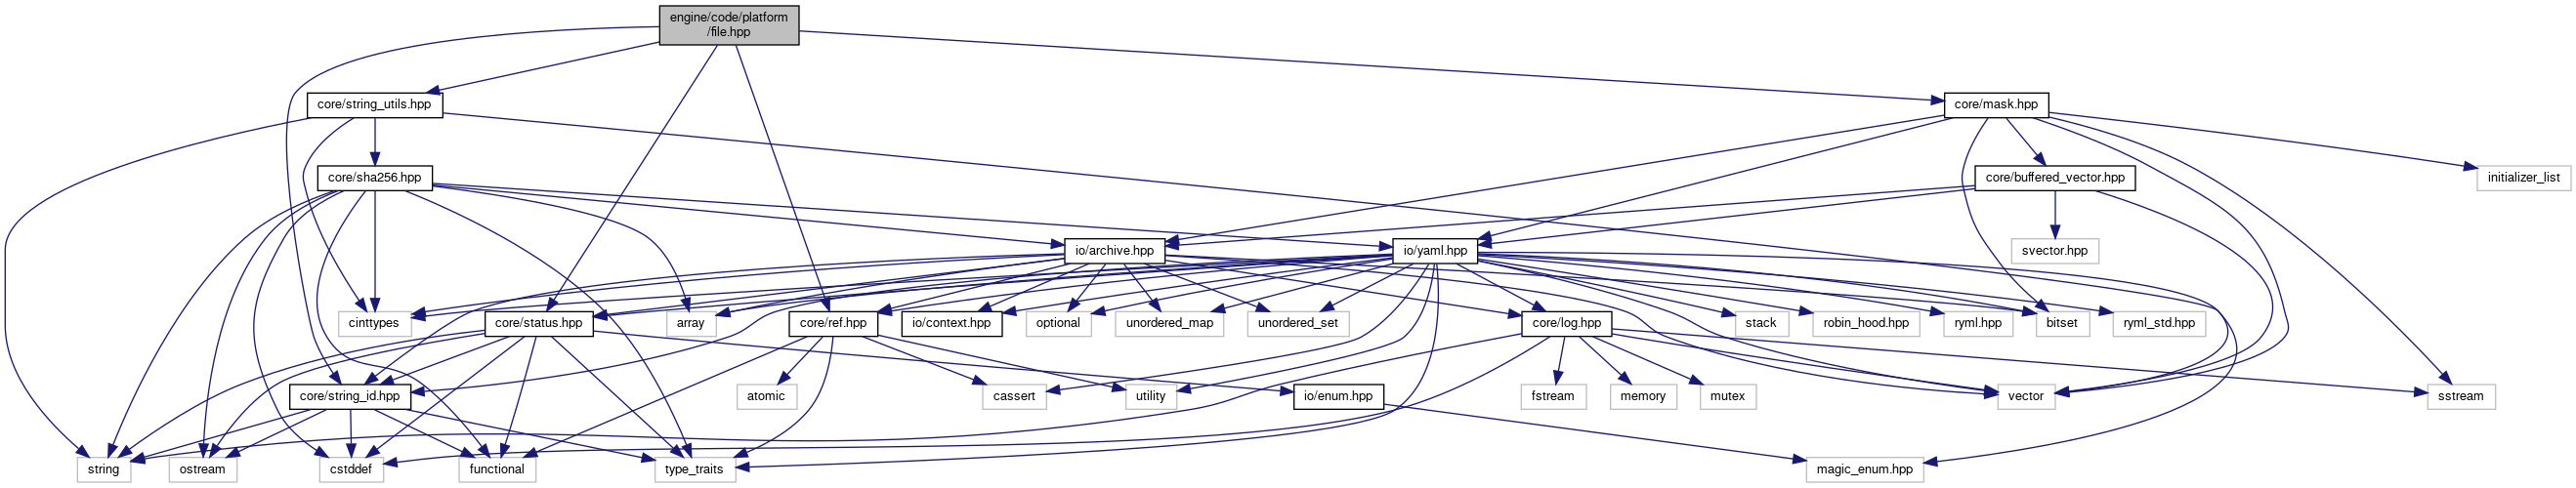 engine/code/platform
/file.hpp
core/string_utils.hpp
core/mask.hpp
core/sha256.hpp
core/buffered_vector.hpp
initializer_list
io/archive.hpp
io/yaml.hpp
svector.hpp
cinttypes
core/status.hpp
array
core/ref.hpp
io/context.hpp
optional
unordered_map
unordered_set
core/log.hpp
stack
robin_hood.hpp
ryml.hpp
bitset
ryml_std.hpp
core/string_id.hpp
atomic
cassert
utility
io/enum.hpp
fstream
memory
mutex
vector
sstream
string
ostream
cstddef
functional
type_traits
magic_enum.hpp